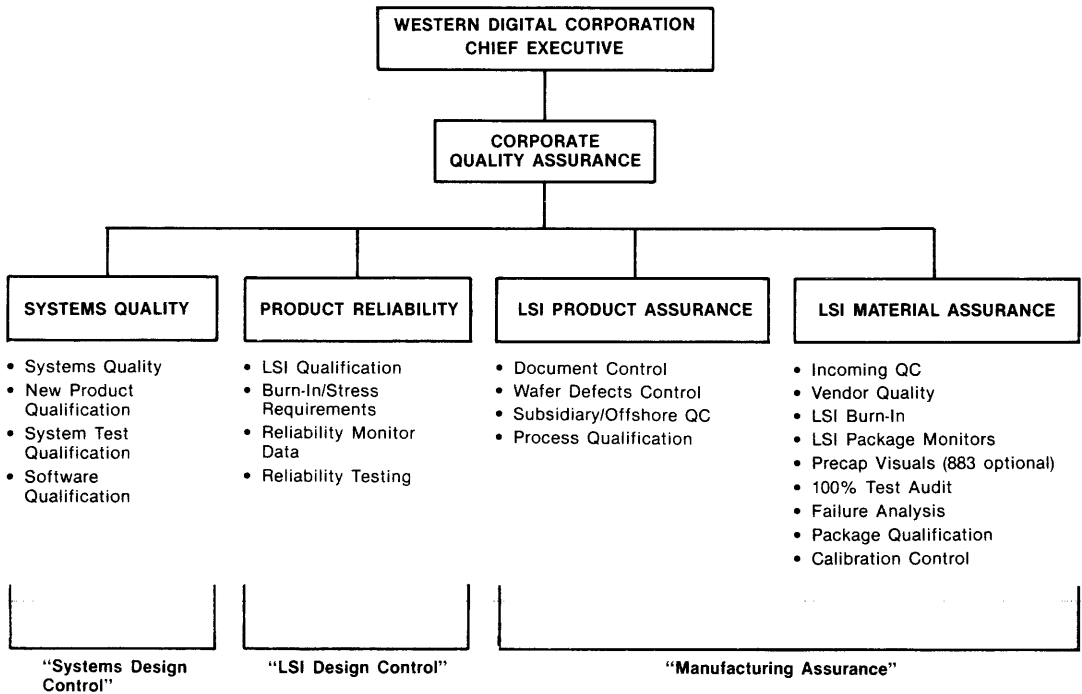 WESTERN DIGITAL CORPORATION
CHIEF EXECUTIVE
CORPORATE
QUALITY ASSURANCE
SYSTEMS QUALITY
• Systems Quality
• New Product
Qualification
• System Test
Qualification
• Software
Qualification
"Systems Design
Control"
PRODUCT RELIABILITY
• LSI Qualification
• Burn-In/Stress
Requirements
• Reliability Monitor
Data
• Reliability Testing
"LSI Design Control"
LSI PRODUCT ASSURANCE
• Document Control
• Wafer Defects Control
• Subsidiary/Offshore QC
• Process Qualification
LSI MATERIAL ASSURANCE
• Incoming QC
• Vendor Quality
• LSI Burn-In
• LSI Package Monitors
• Precap Visuals (883 optional)
• 100% Test Audit
• Failure Analysis
• Package Qualification
• Calibration Control
"Manufacturing Assurance"